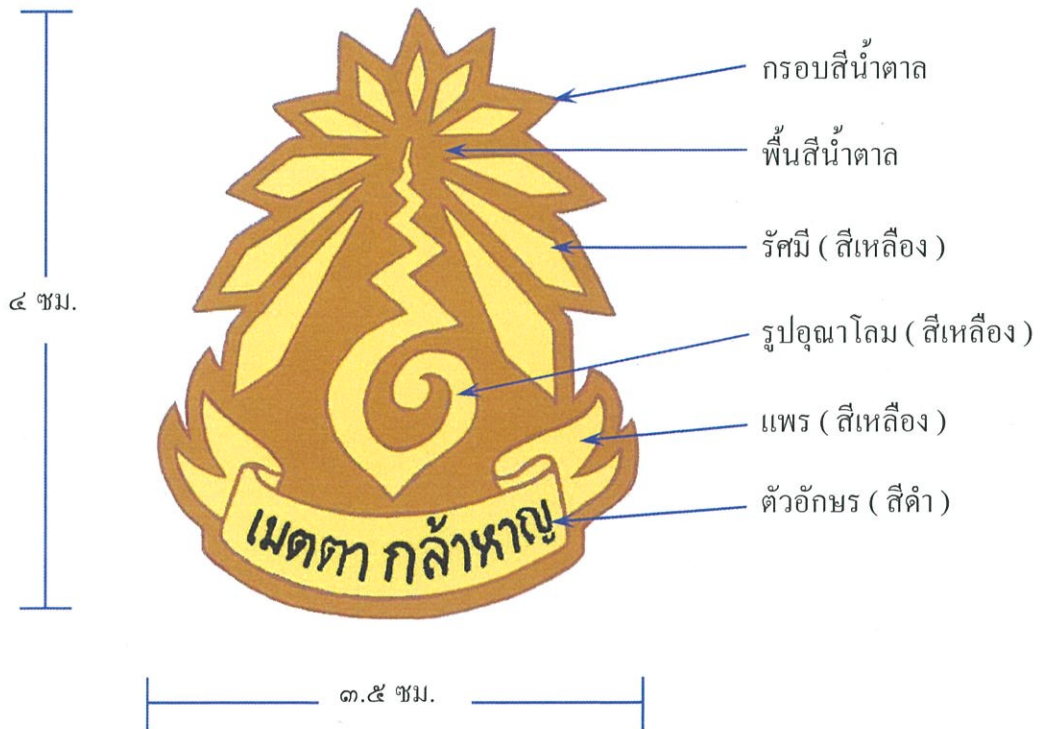 กรอบสีน้ำตาล
พื้นสีน้ำตาล
รัศมี ( สีเหลือง )
๔ ซม.
รูปอุณาโลม ( สีเหลือง )
แพร ( สีเหลือง )
ตัวอักษร ( สีดำ )
เมตตา กล้าหาญ
๓.๕ ซม.